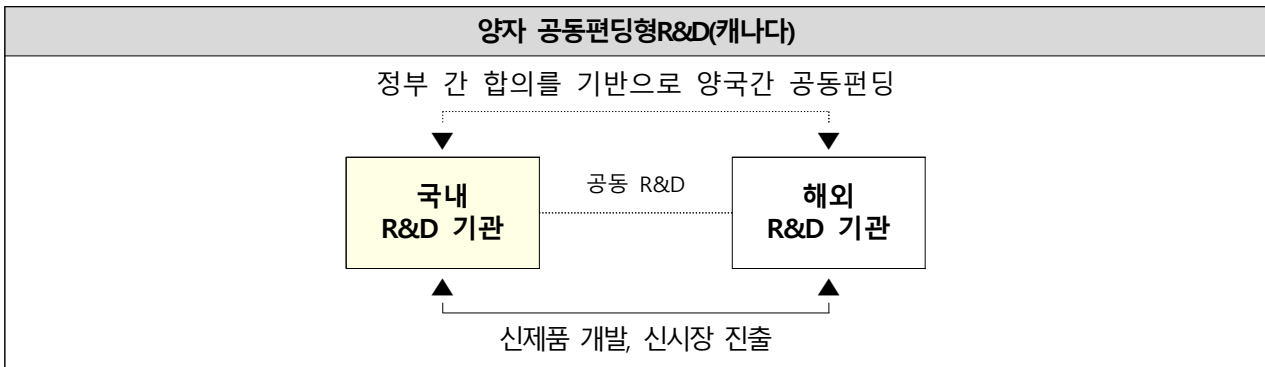 양자 공동펀딩형R&D(캐나다)
정부 간 합의를 기반으로 양국간 공동펀딩
국내
R&D 기관
공동 R&D
해외
R&D 기관
신제품 개발, 신시장 진출